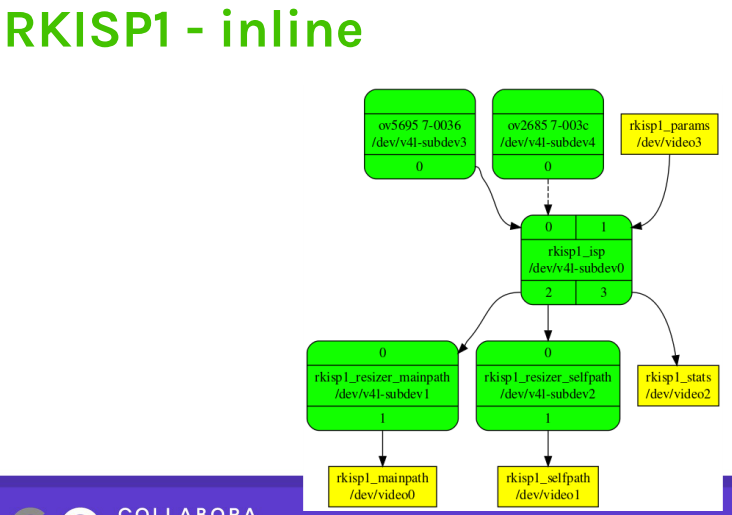 RKISP1 - inline
ov5695 7-0036
/dev/v4l-subdev3
0
ov2685 7-003c
/dev/v4l-subdev4
0
rkisp1_params
/dev/video3
0
1
rkisp1_isp
/dev/v4l-subdev0
2
3
0
rkisp1_resizer_mainpath
/dev/v4l-subdev1
1
0
rkisp1_resizer_selfpath
/dev/v4l-subdev2
1
rkisp1_stats
/dev/video2
rkisp1_mainpath
/dev/video0
rkisp1_selfpath
/dev/video1
COLLABORA